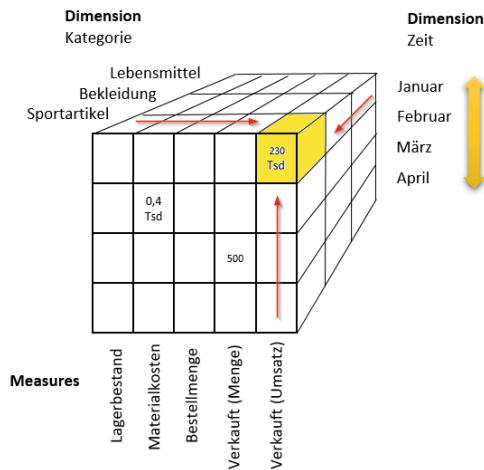 Dimension
Kategorie
Dimension
Zeit
Lebensmittel
Bekleidung
Sportartikel
Januar
Februar
März
April
230
Tsd
0,4
Tsd
500
Measures
Lagerbestand
Materialkosten
Bestellmenge
Verkauft (Menge)
Verkauft (Umsatz)